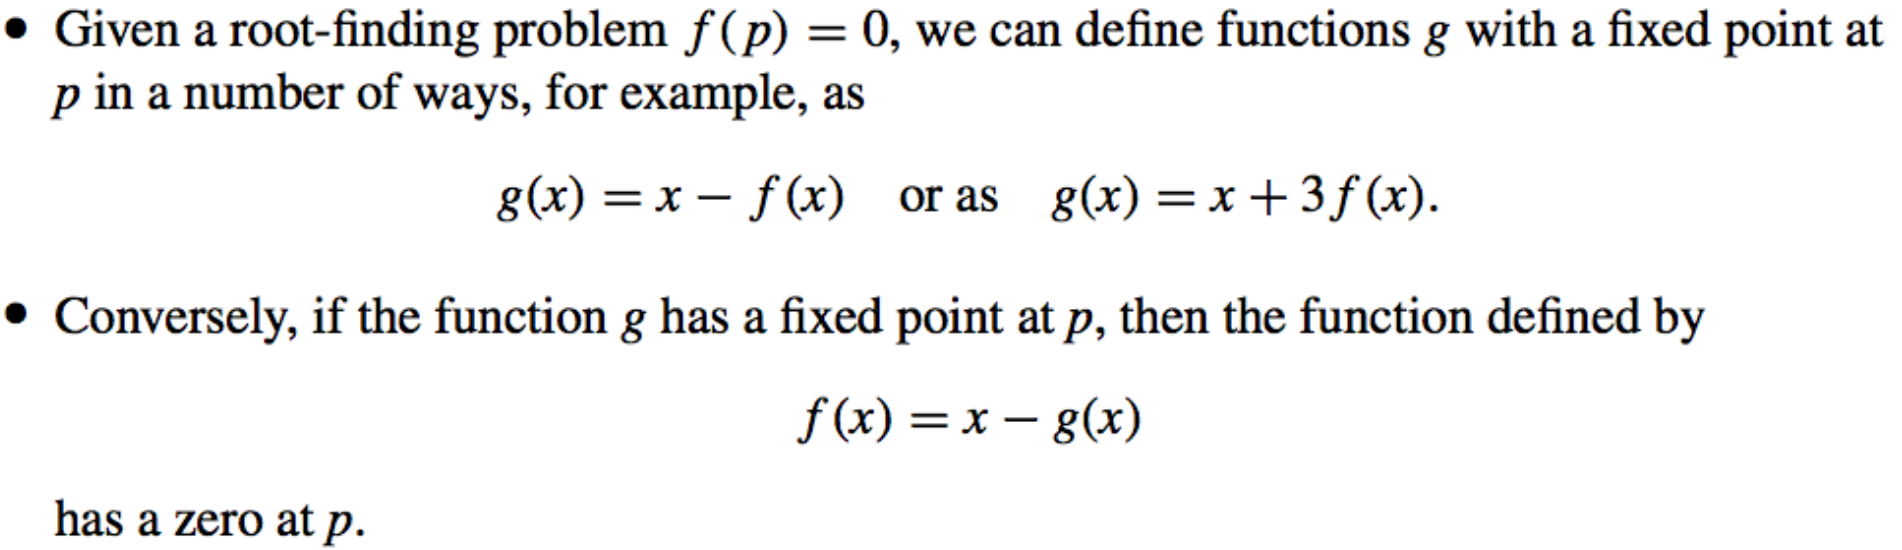 • Given a root-finding problem f(p) = 0, we can define functions g with a fixed point at
p in a number of ways, for example, as
g(x) = x − f(x) or as g(x) = x + 3f(x).
• Conversely, if the function g has a fixed point at p, then the function defined by
f(x) = x − g(x)
has a zero at p.